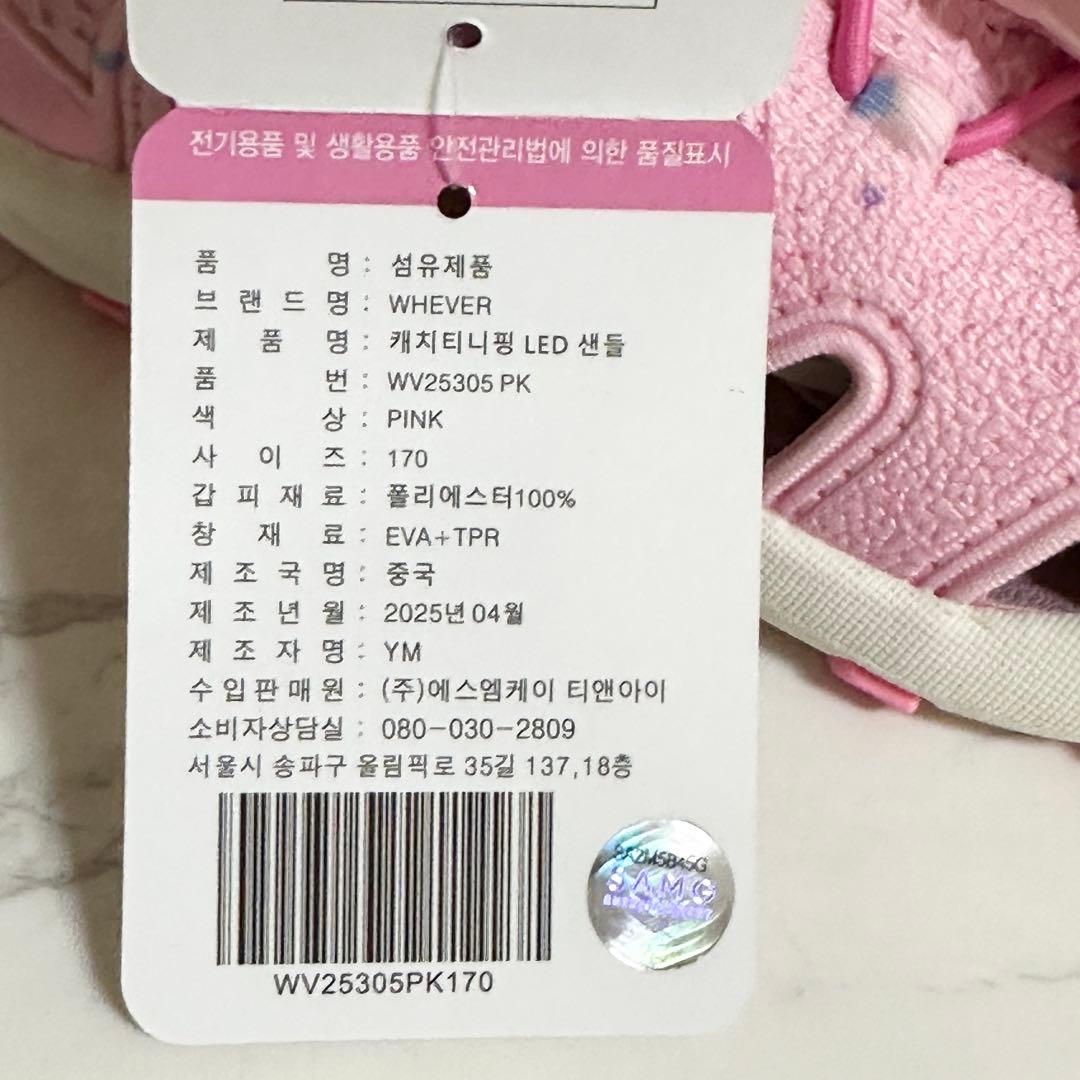 전기용품 및 생활용품 안전관리법에 의한 품질표시
품 명 : 섬유제품
브 랜 드 명 : WHEVER
제 품 명 : 캐치티니핑 LED 샌들
품 번 : WV25305 PK
색 상 : PINK
사 이 즈 : 170
갑 피 재 료 : 폴리에스터100%
창 재 료 : EVA+TPR
제 조 국 명 : 중국
제 조 년 월 : 2025년 04월
제 조 자 명 : YM
수 입 판 매 원 : (주)에스엠케이 티앤아이
소비자상담실 : 080-030-2809
서울시 송파구 올림픽로 35길 137,18층
SAMG
WV25305PK170